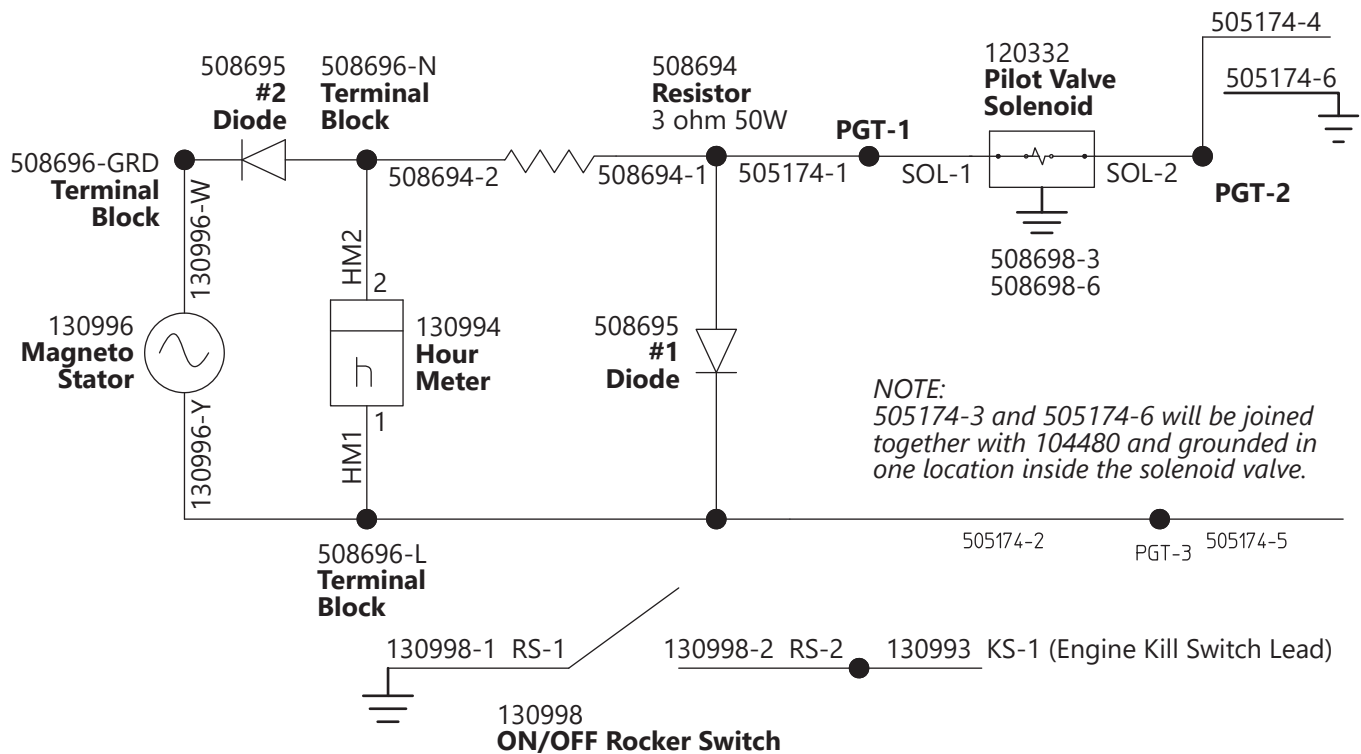 505174-4
505174-6
508695
#2
Diode
508696-N
Terminal
Block
508694
Resistor
3 ohm 50W
120332
Pilot Valve
Solenoid
PGT-1
508696-GRD
Terminal
Block
508694-2
508694-1
505174-1
SOL-1
SOL-2
PGT-2
130996-W
HM2
2
508698-3
508698-6
130996
Magneto
Stator
h
130994
Hour
Meter
508695
#1
Diode
130996-Y
HM1
1
NOTE:
505174-3 and 505174-6 will be joined
together with 104480 and grounded in
one location inside the solenoid valve.
508696-L
Terminal
Block
505174-2
PGT-3
505174-5
130998-1 RS-1
130998-2 RS-2
130993 KS-1 (Engine Kill Switch Lead)
130998
ON/OFF Rocker Switch